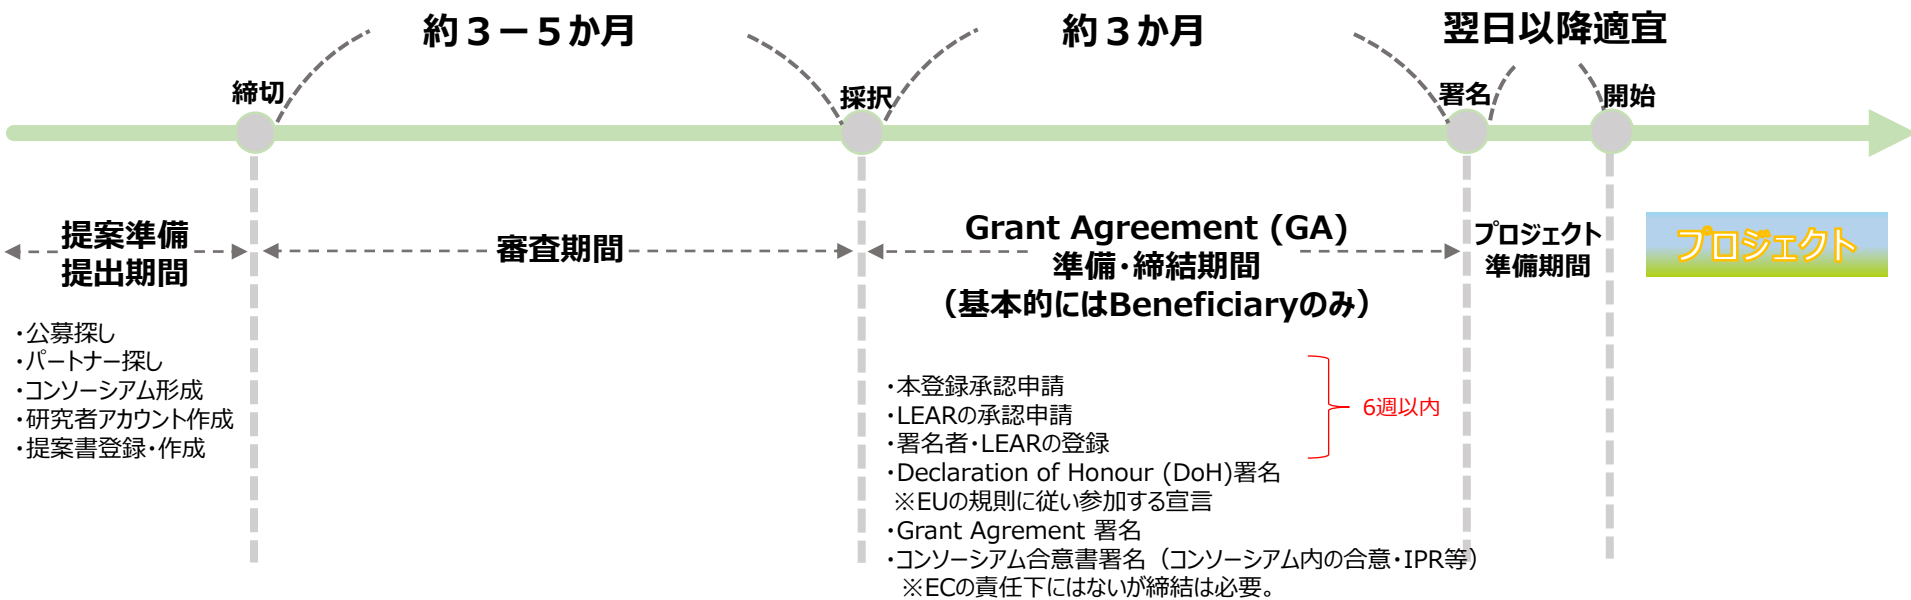 約３－５か月
約３か月
翌日以降適宜
締切
採択
署名
開始
提案準備
提出期間
審査期間
Grant Agreement (GA)
準備・締結期間
（基本的にはBeneficiaryのみ）
プロジェクト
準備期間
プロジェクト
・公募探し
・パートナー探し
・コンソーシアム形成
・研究者アカウント作成
・提案書登録・作成
・本登録承認申請
・LEARの承認申請
・署名者・LEARの登録
6週以内
・Declaration of Honour (DoH)署名
※EUの規則に従い参加する宣言
・Grant Agrement 署名
・コンソーシアム合意書署名（コンソーシアム内の合意・IPR等）
※ECの責任下にはないが締結は必要。